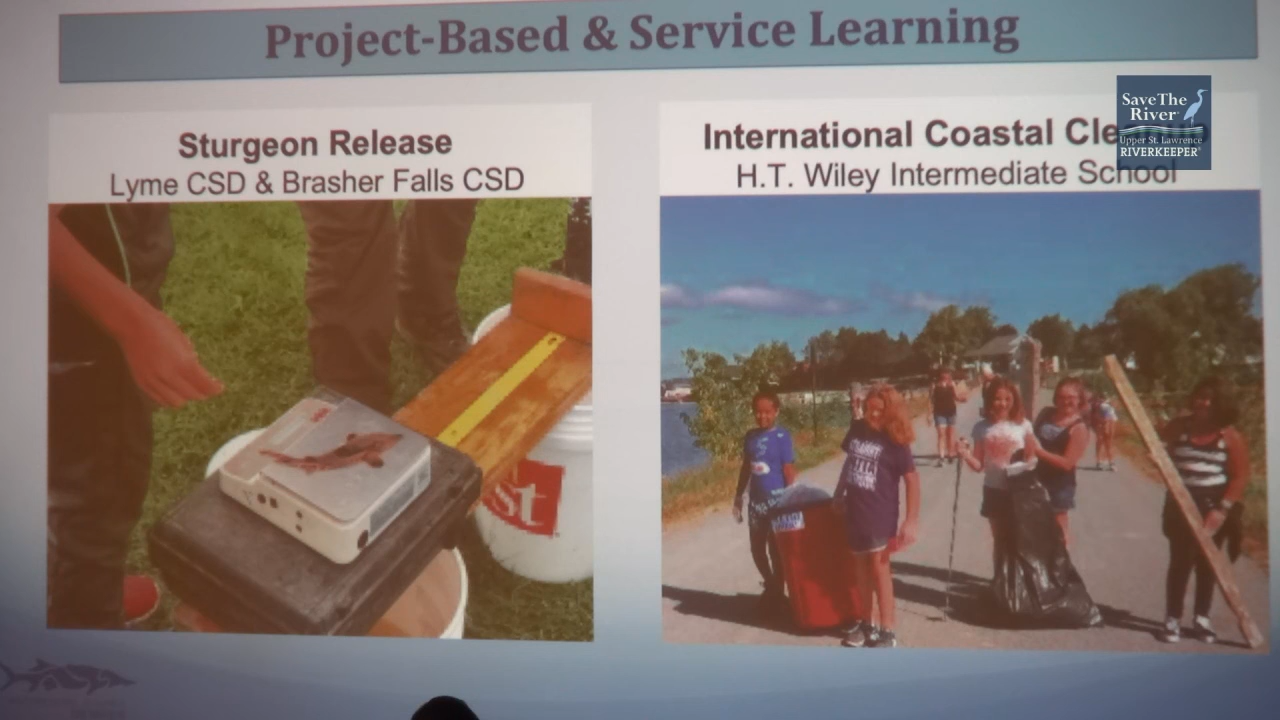 Project-Based & Service Learning
Sturgeon Release
Lyme CSD & Brasher Falls CSD
International Coastal Cle
H.T. Wiley Intermediate School
Save The
River
Upper St. Lawrence
RIVERKEEPER
st